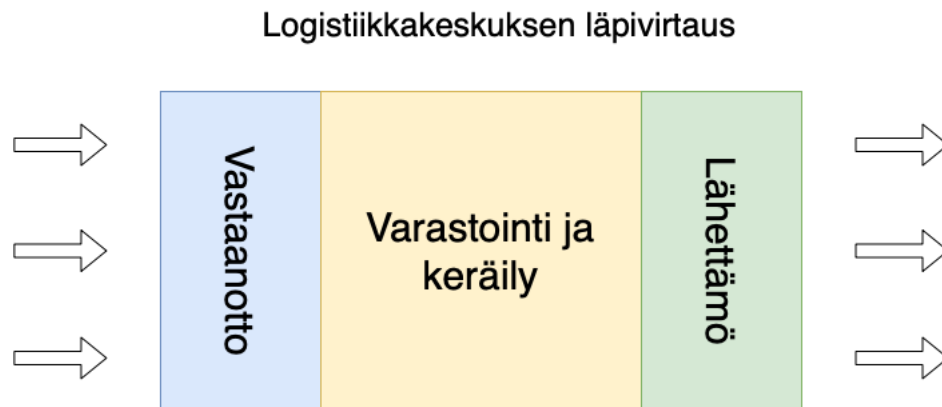 Logistiikkakeskuksen läpivirtaus
Vastaanotto
Varastointi ja
keräily
Lähettämö